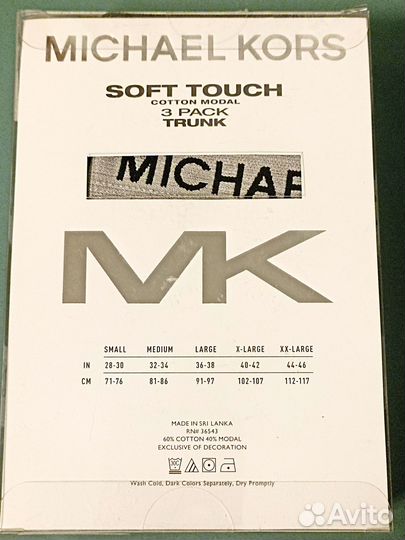 MICHAEL KORS
SOFT TOUCH
COTTON MODAL
3 PACK
TRUNK
MICHAE
MK
SMALL MEDIUM LARGE X-LARGE XX-LARGE
IN 28-30 32-34 36-38 40-42 44-46
CM 71-76 81-86 91-97 102-107 112-117
MADE IN SRI LANKA
RN# 36543
60% COTTON 40% MODAL
EXCLUSIVE OF DECORATION
30C
Wash Cold, Dark Colors Separately, Dry Promptly
Avito